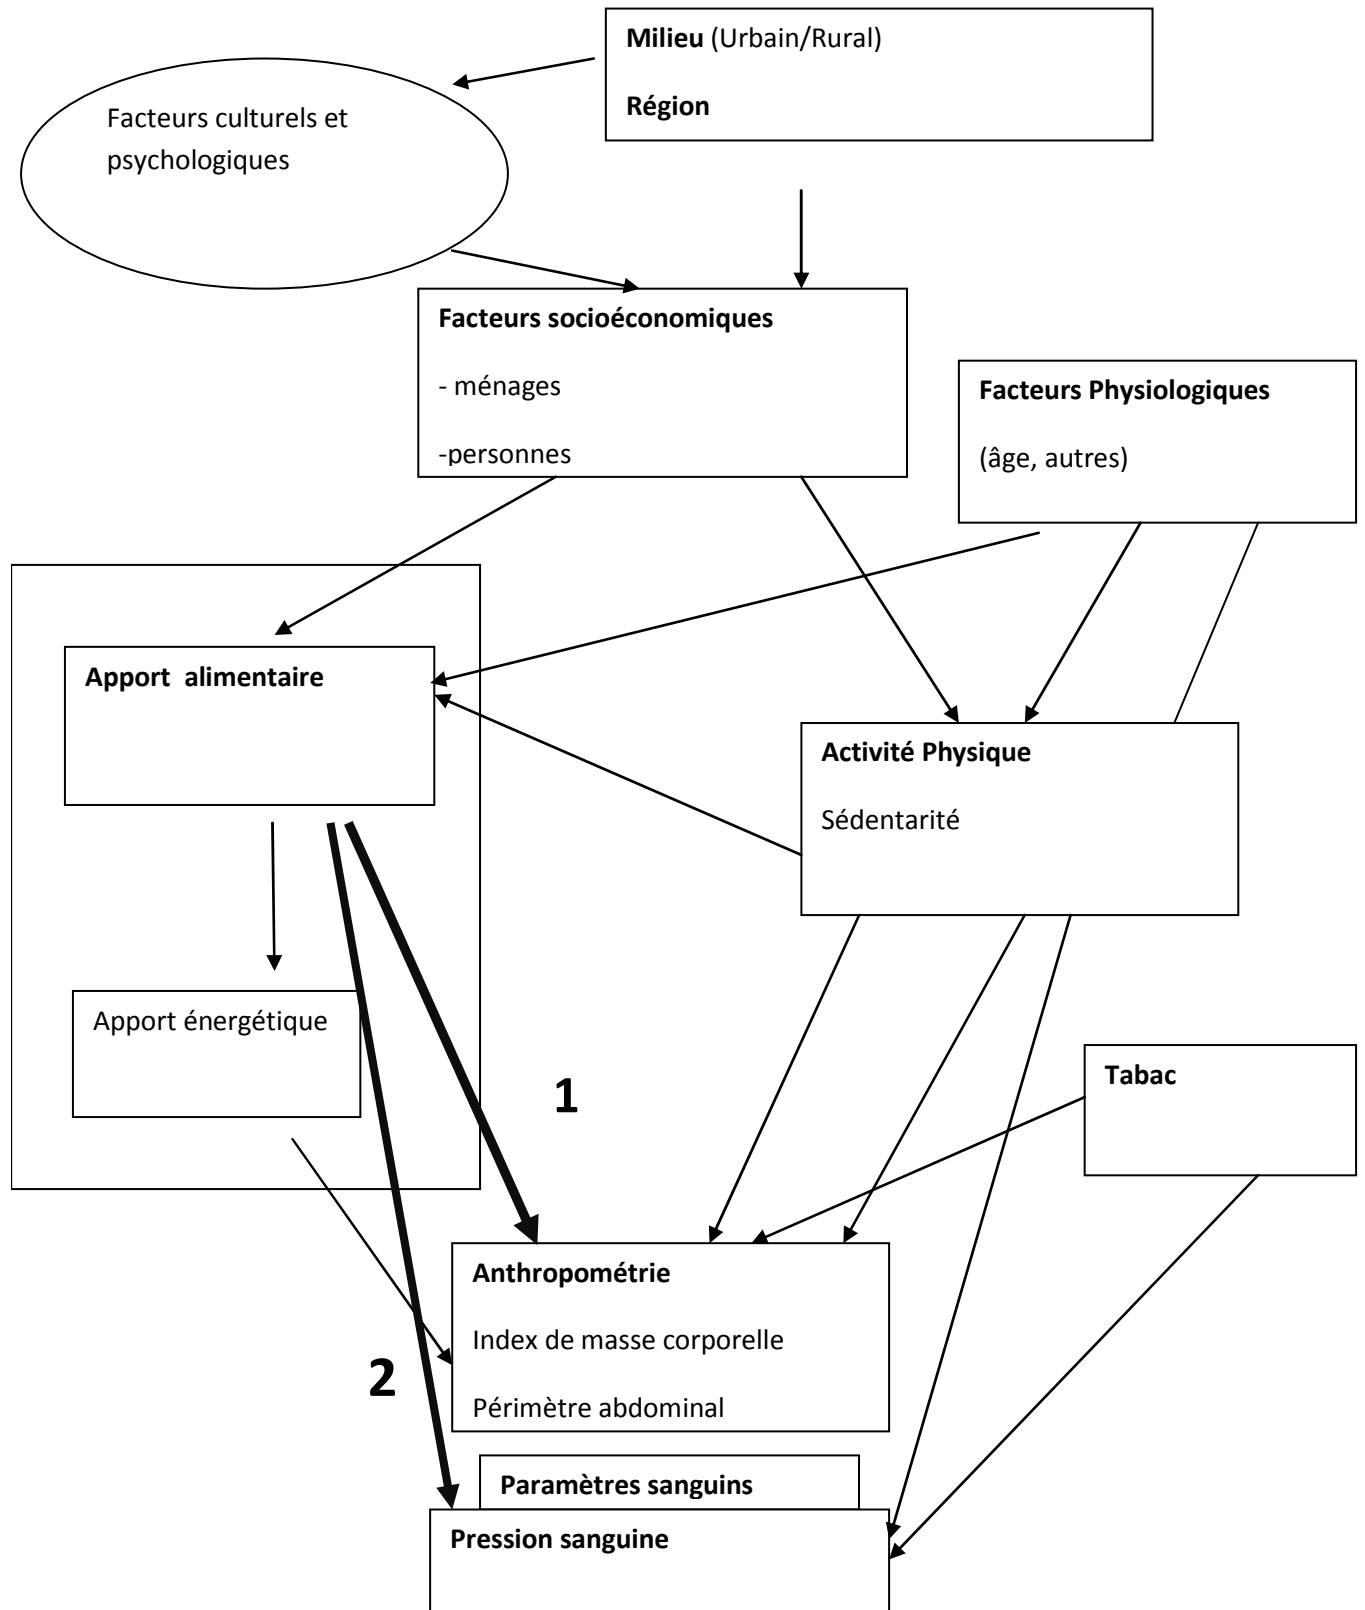 Milieu (Urbain/Rural)
Région
Facteurs culturels et
psychologiques
Facteurs socioéconomiques
- ménages
-personnes
Facteurs Physiologiques
(âge, autres)
Apport  alimentaire
Activité Physique
Sédentarité
Apport énergétique
1
Tabac
Anthropométrie
Index de masse corporelle
2
Périmètre abdominal
Paramètres sanguins
Pression sanguine